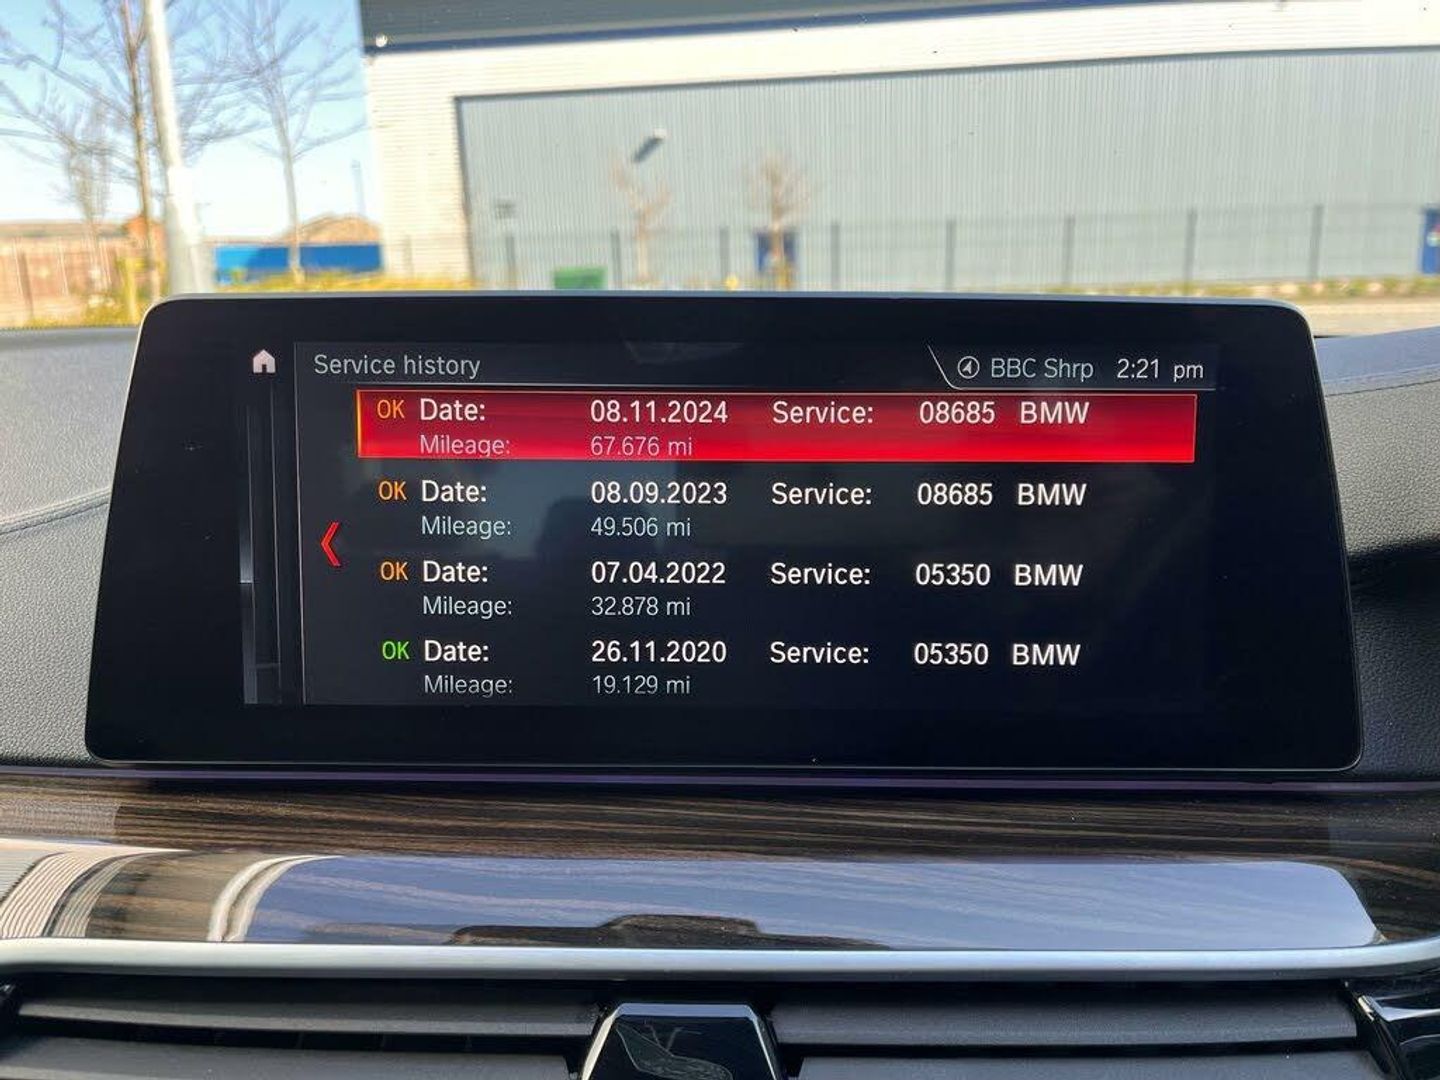 Service history BBC Shrp 2:21 pm
OK Date: 08.11.2024 Service: 08685 BMW
Mileage: 67.676 mi
OK Date: 08.09.2023 Service: 08685 BMW
Mileage: 49.506 mi
OK Date: 07.04.2022 Service: 05350 BMW
Mileage: 32.878 mi
OK Date: 26.11.2020 Service: 05350 BMW
Mileage: 19.129 mi